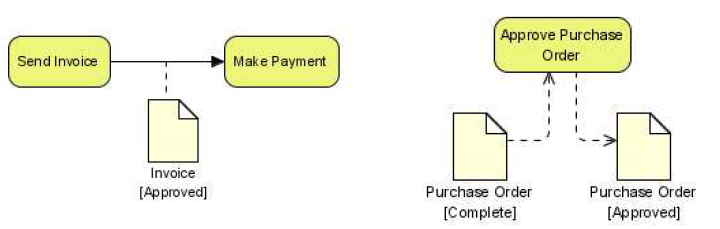 Send Invoice
Make Payment
Invoice
[Approved]
Approve Purchase
Order
Purchase Order
[Complete]
Purchase Order
[Approved]